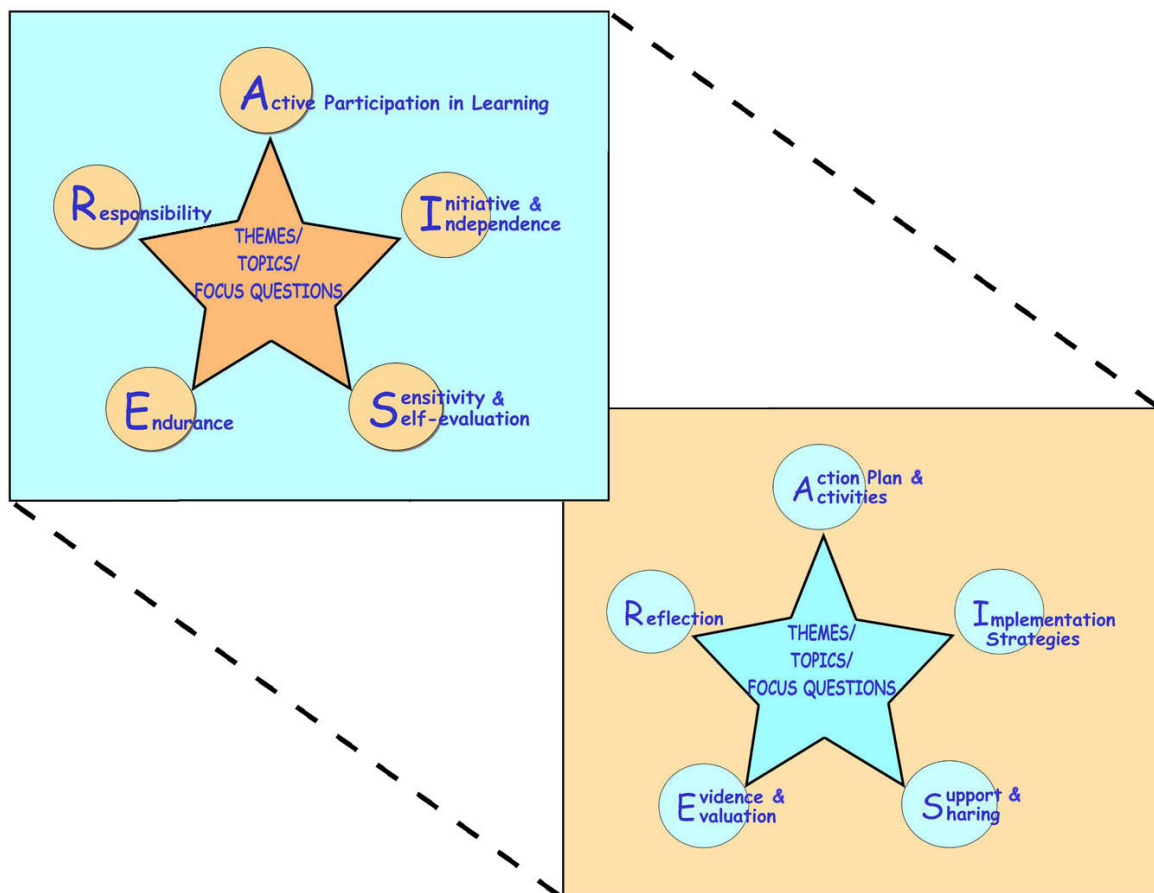 Active Participation in Learning
Responsibility
Initiative &
Independence
THEMES/
TOPICS/
FOCUS QUESTIONS
Endurance
Sensitivity &
Self-evaluation
Action Plan &
Activities
Reflection
Implementation
Strategies
THEMES/
TOPICS/
FOCUS QUESTIONS
Evidence &
Evaluation
Support &
Sharing